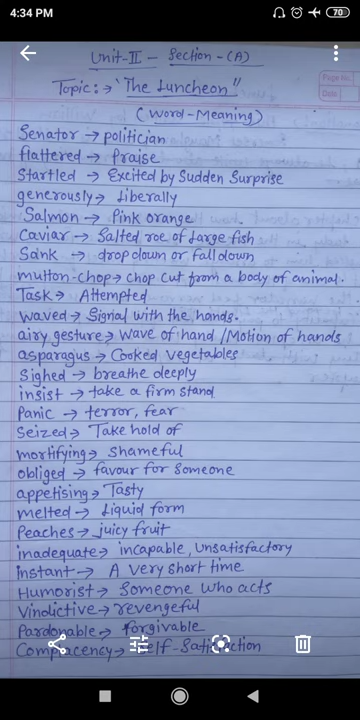 4:34 PM
70
Unit-II - Section-(A)
Page No.
Date
Topic:→ "The Luncheon"
(Word-Meaning)
Senator → politician
flattered → Praise
Startled → Excited by Sudden Surprise
generously → Liberally
Salmon → Pink orange
Caviar → Salted roe of Large fish
Sank → drop down or fall down
mutton-chop → chop cut from a body of animal.
Task → Attempted
waved → Signal with the hands.
airy gesture → wave of hand / Motion of hands
asparagus → Cooked vegetables
Sighed → breathe deeply
insist → take a firm stand
Panic → terror, fear
Seized → Take hold of
mortifying → Shameful
obliged → favour for Someone
appetising → Tasty
melted → Liquid form
Peaches → juicy fruit
inadequate → incapable, Unsatisfactory
instant → A very short time
Humorist → Someone who acts
Vindictive → revengeful
Pardonable → forgivable
Complacency → Self-Satisfaction